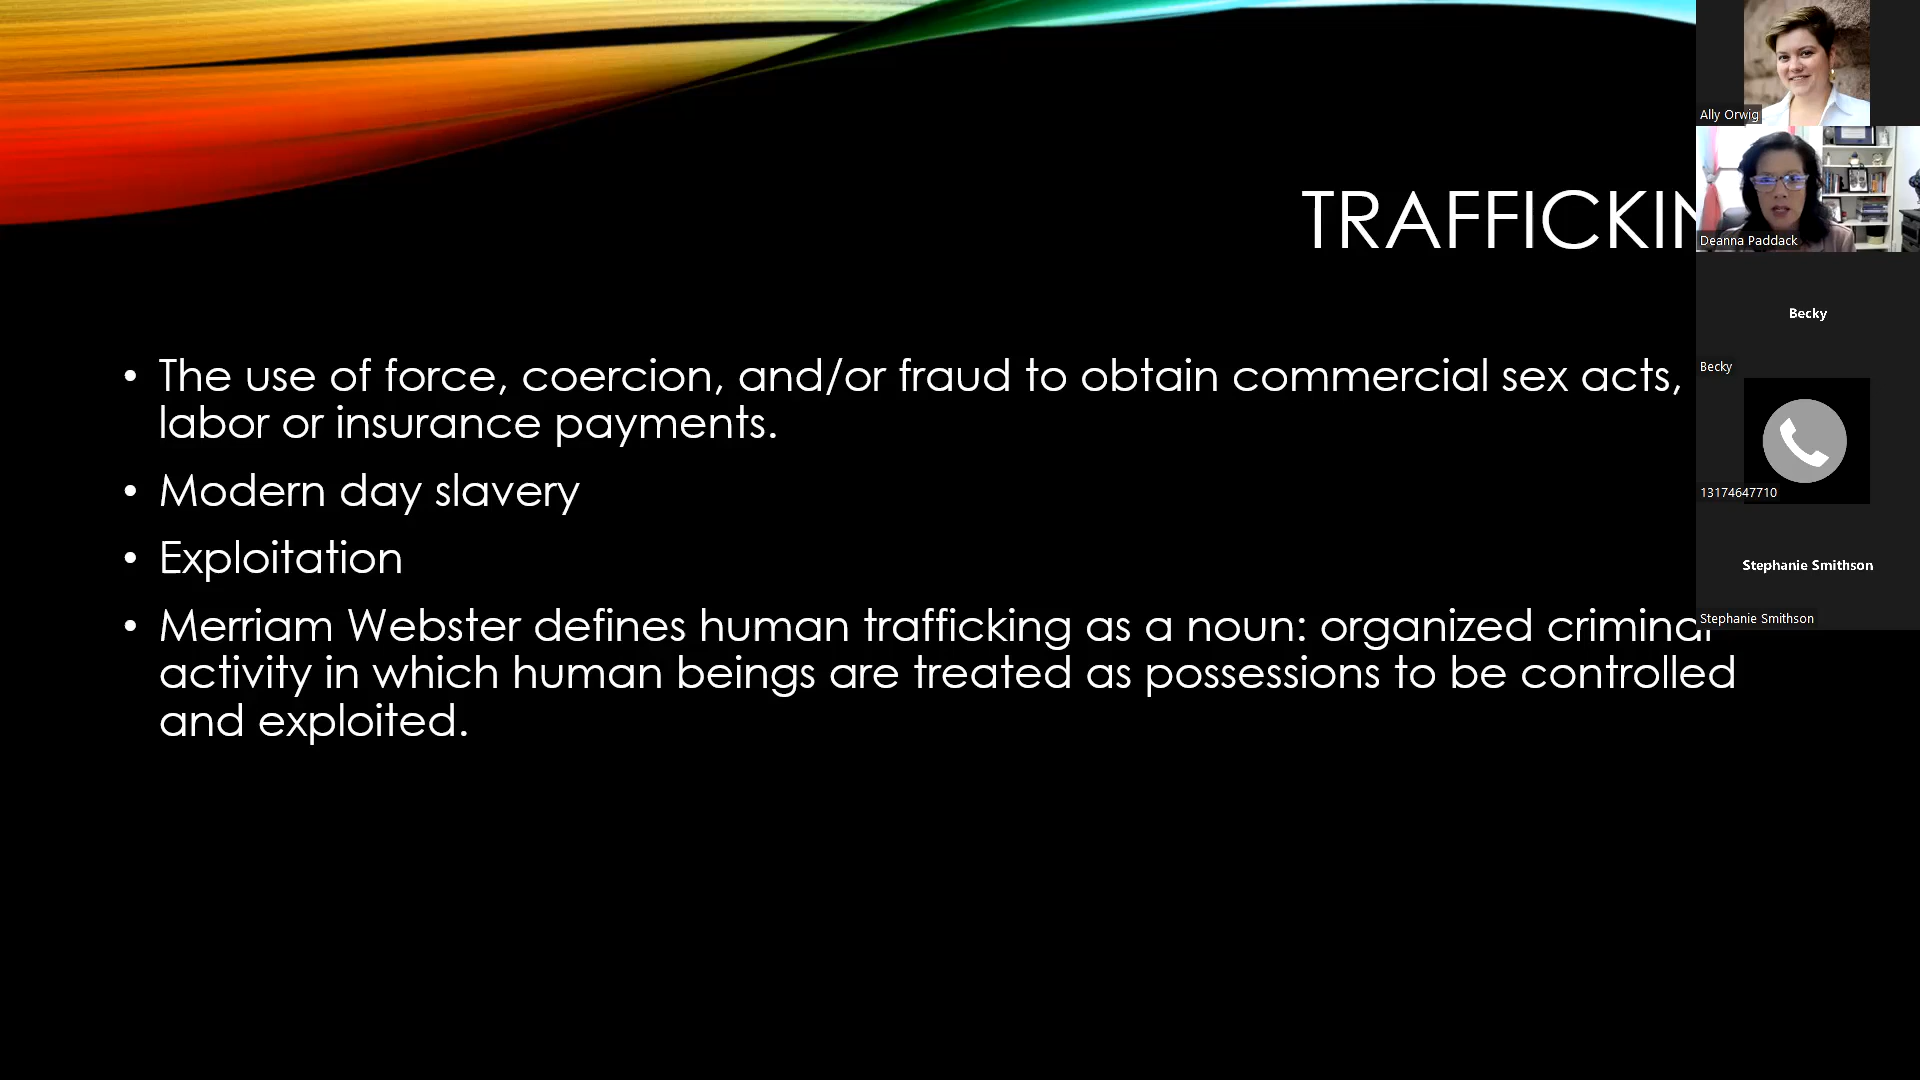 TRAFFICKIN
• The use of force, coercion, and/or fraud to obtain commercial sex acts,
labor or insurance payments.
• Modern day slavery
• Exploitation
• Merriam Webster defines human trafficking as a noun: organized criminal
activity in which human beings are treated as possessions to be controlled
and exploited.
Ally Orwig
Deanna Paddack
Becky
Becky
13174647710
Stephanie Smithson
Stephanie Smithson